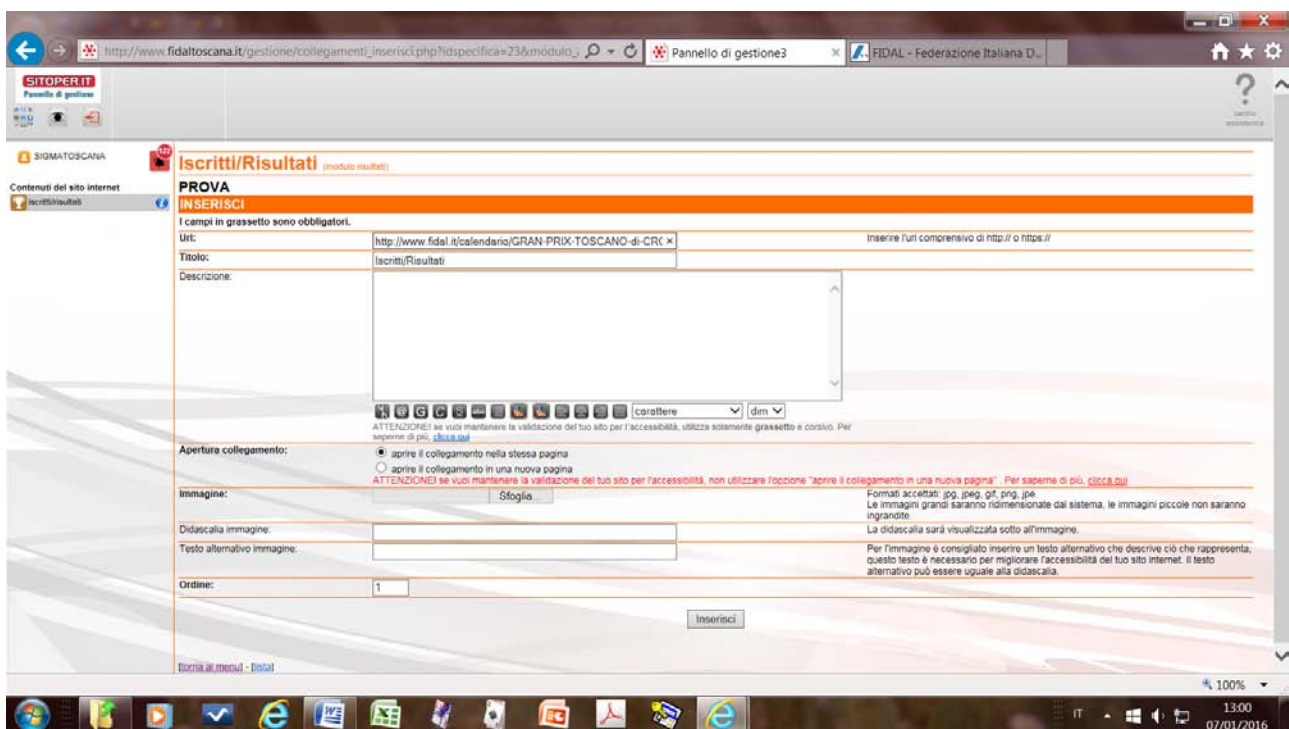 http://www.fidaltoscana.it/gestione/collegamenti_inserisci.php?idspecifica=23&modulo_
Pannello di gestione3
FIDAL - Federazione Italiana D...
SITOPER.IT
Pannello di gestione
?
centro
assistenza
SIGMATOSCANA
122
Contenuti del sito internet
iscritti/risultati
Iscritti/Risultati (modulo risultati)
PROVA
INSERISCI
I campi in grassetto sono obbligatori.
Url:
http://www.fidal.it/calendario/GRAN-PRIX-TOSCANO-di-CRO
Inserire l'url comprensivo di http:// o https://
Titolo:
Iscritti/Risultati
Descrizione:
carattere dim
ATTENZIONE! se vuoi mantenere la validazione del tuo sito per l'accessibilità, utilizza solamente grassetto e corsivo. Per
saperne di più, clicca qui
Apertura collegamento:
aprire il collegamento nella stessa pagina
aprire il collegamento in una nuova pagina
ATTENZIONE! se vuoi mantenere la validazione del tuo sito per l'accessibilità, non utilizzare l'opzione "aprire il collegamento in una nuova pagina" . Per saperne di più, clicca qui
Immagine:
Sfoglia...
Formati accettati: jpg, jpeg, gif, png, jpe.
Le immagini grandi saranno ridimensionate dal sistema, le immagini piccole non saranno
ingrandite.
Didascalia immagine:
La didascalia sarà visualizzata sotto all'immagine.
Testo alternativo immagine:
Per l'immagine è consigliato inserire un testo alternativo che descrive ciò che rappresenta,
questo testo è necessario per migliorare l'accessibilità del tuo sito internet. Il testo
alternativo può essere uguale alla didascalia.
Ordine:
1
Inserisci
[torna al menu] - [lista]
100%
IT
13:00
07/01/2016